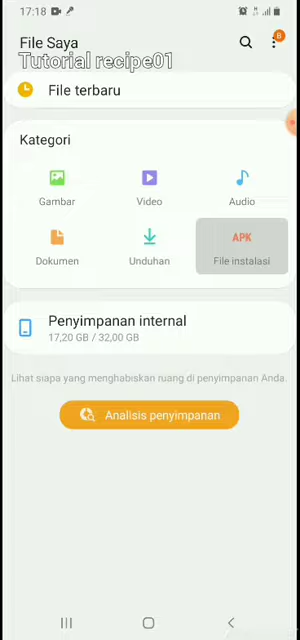 17:18
File Saya
8
Tutorial recipe01
File terbaru
Kategori
Gambar
Video
Audio
Dokumen
Unduhan
APK
File instalasi
Penyimpanan internal
17,20 GB / 32,00 GB
Lihat siapa yang menghabiskan ruang di penyimpanan Anda.
Analisis penyimpanan